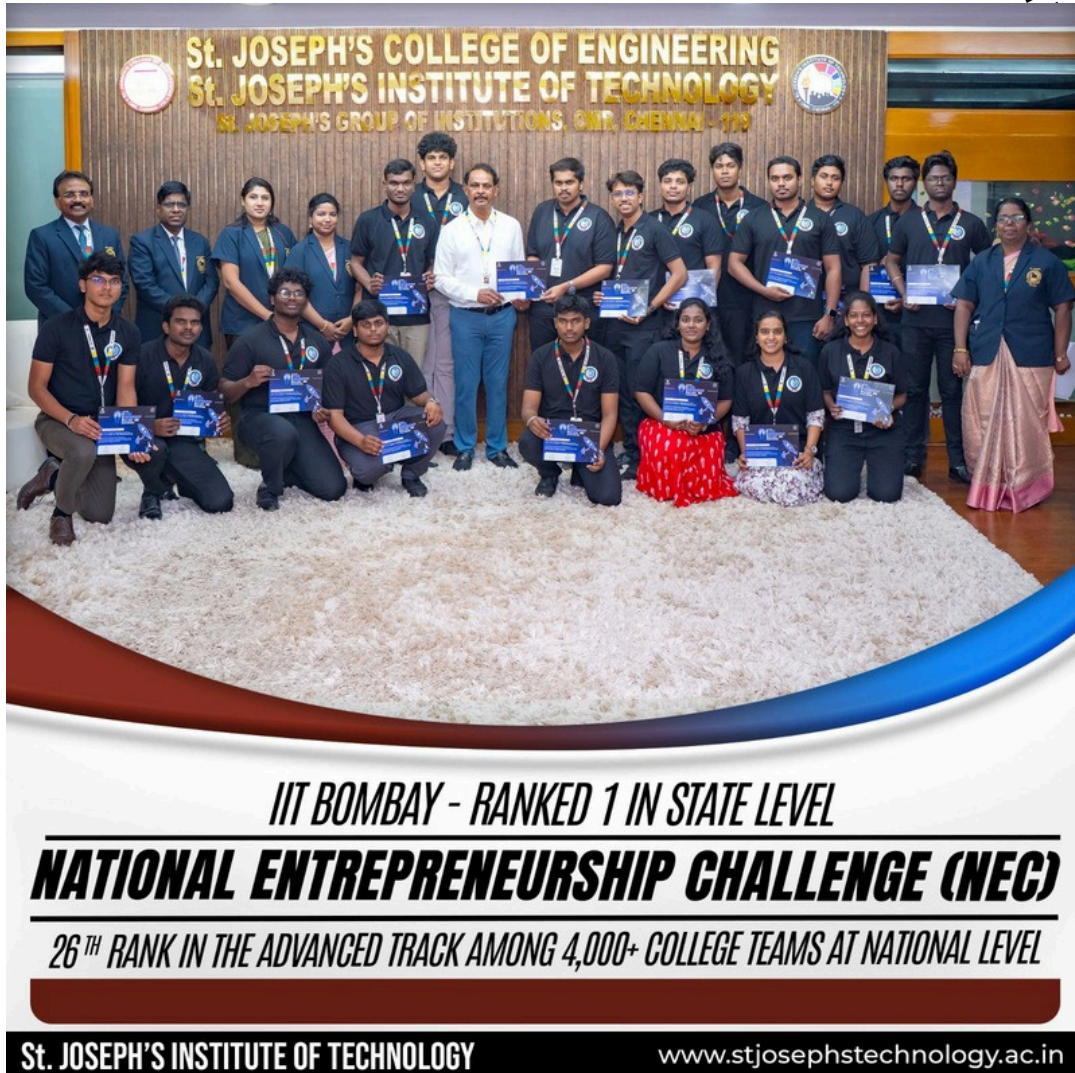 St. JOSEPH'S COLLEGE OF ENGINEERING
St. JOSEPH'S INSTITUTE OF TECHNOLOGY
St. JOSEPH'S GROUP OF INSTITUTIONS, OMR, CHENNAI - 119
IIT BOMBAY - RANKED 1 IN STATE LEVEL
NATIONAL ENTREPRENEURSHIP CHALLENGE (NEC)
26TH RANK IN THE ADVANCED TRACK AMONG 4,000+ COLLEGE TEAMS AT NATIONAL LEVEL
St. JOSEPH'S INSTITUTE OF TECHNOLOGY
www.stjosephstechnology.ac.in